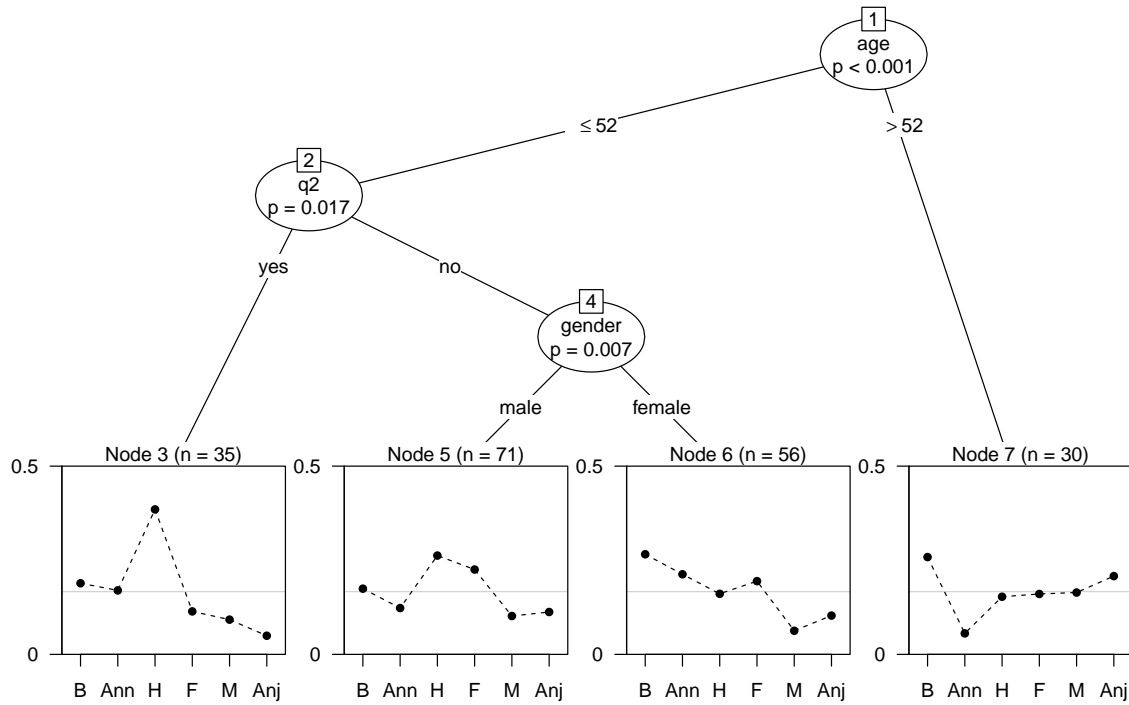 1
age
p < 0.001
≤ 52
> 52
2
q2
p = 0.017
yes
no
4
gender
p = 0.007
male
female
Node 3 (n = 35)
0.5
0
B Ann H F M Anj
Node 5 (n = 71)
0.5
0
B Ann H F M Anj
Node 6 (n = 56)
0.5
0
B Ann H F M Anj
Node 7 (n = 30)
0.5
0
B Ann H F M Anj